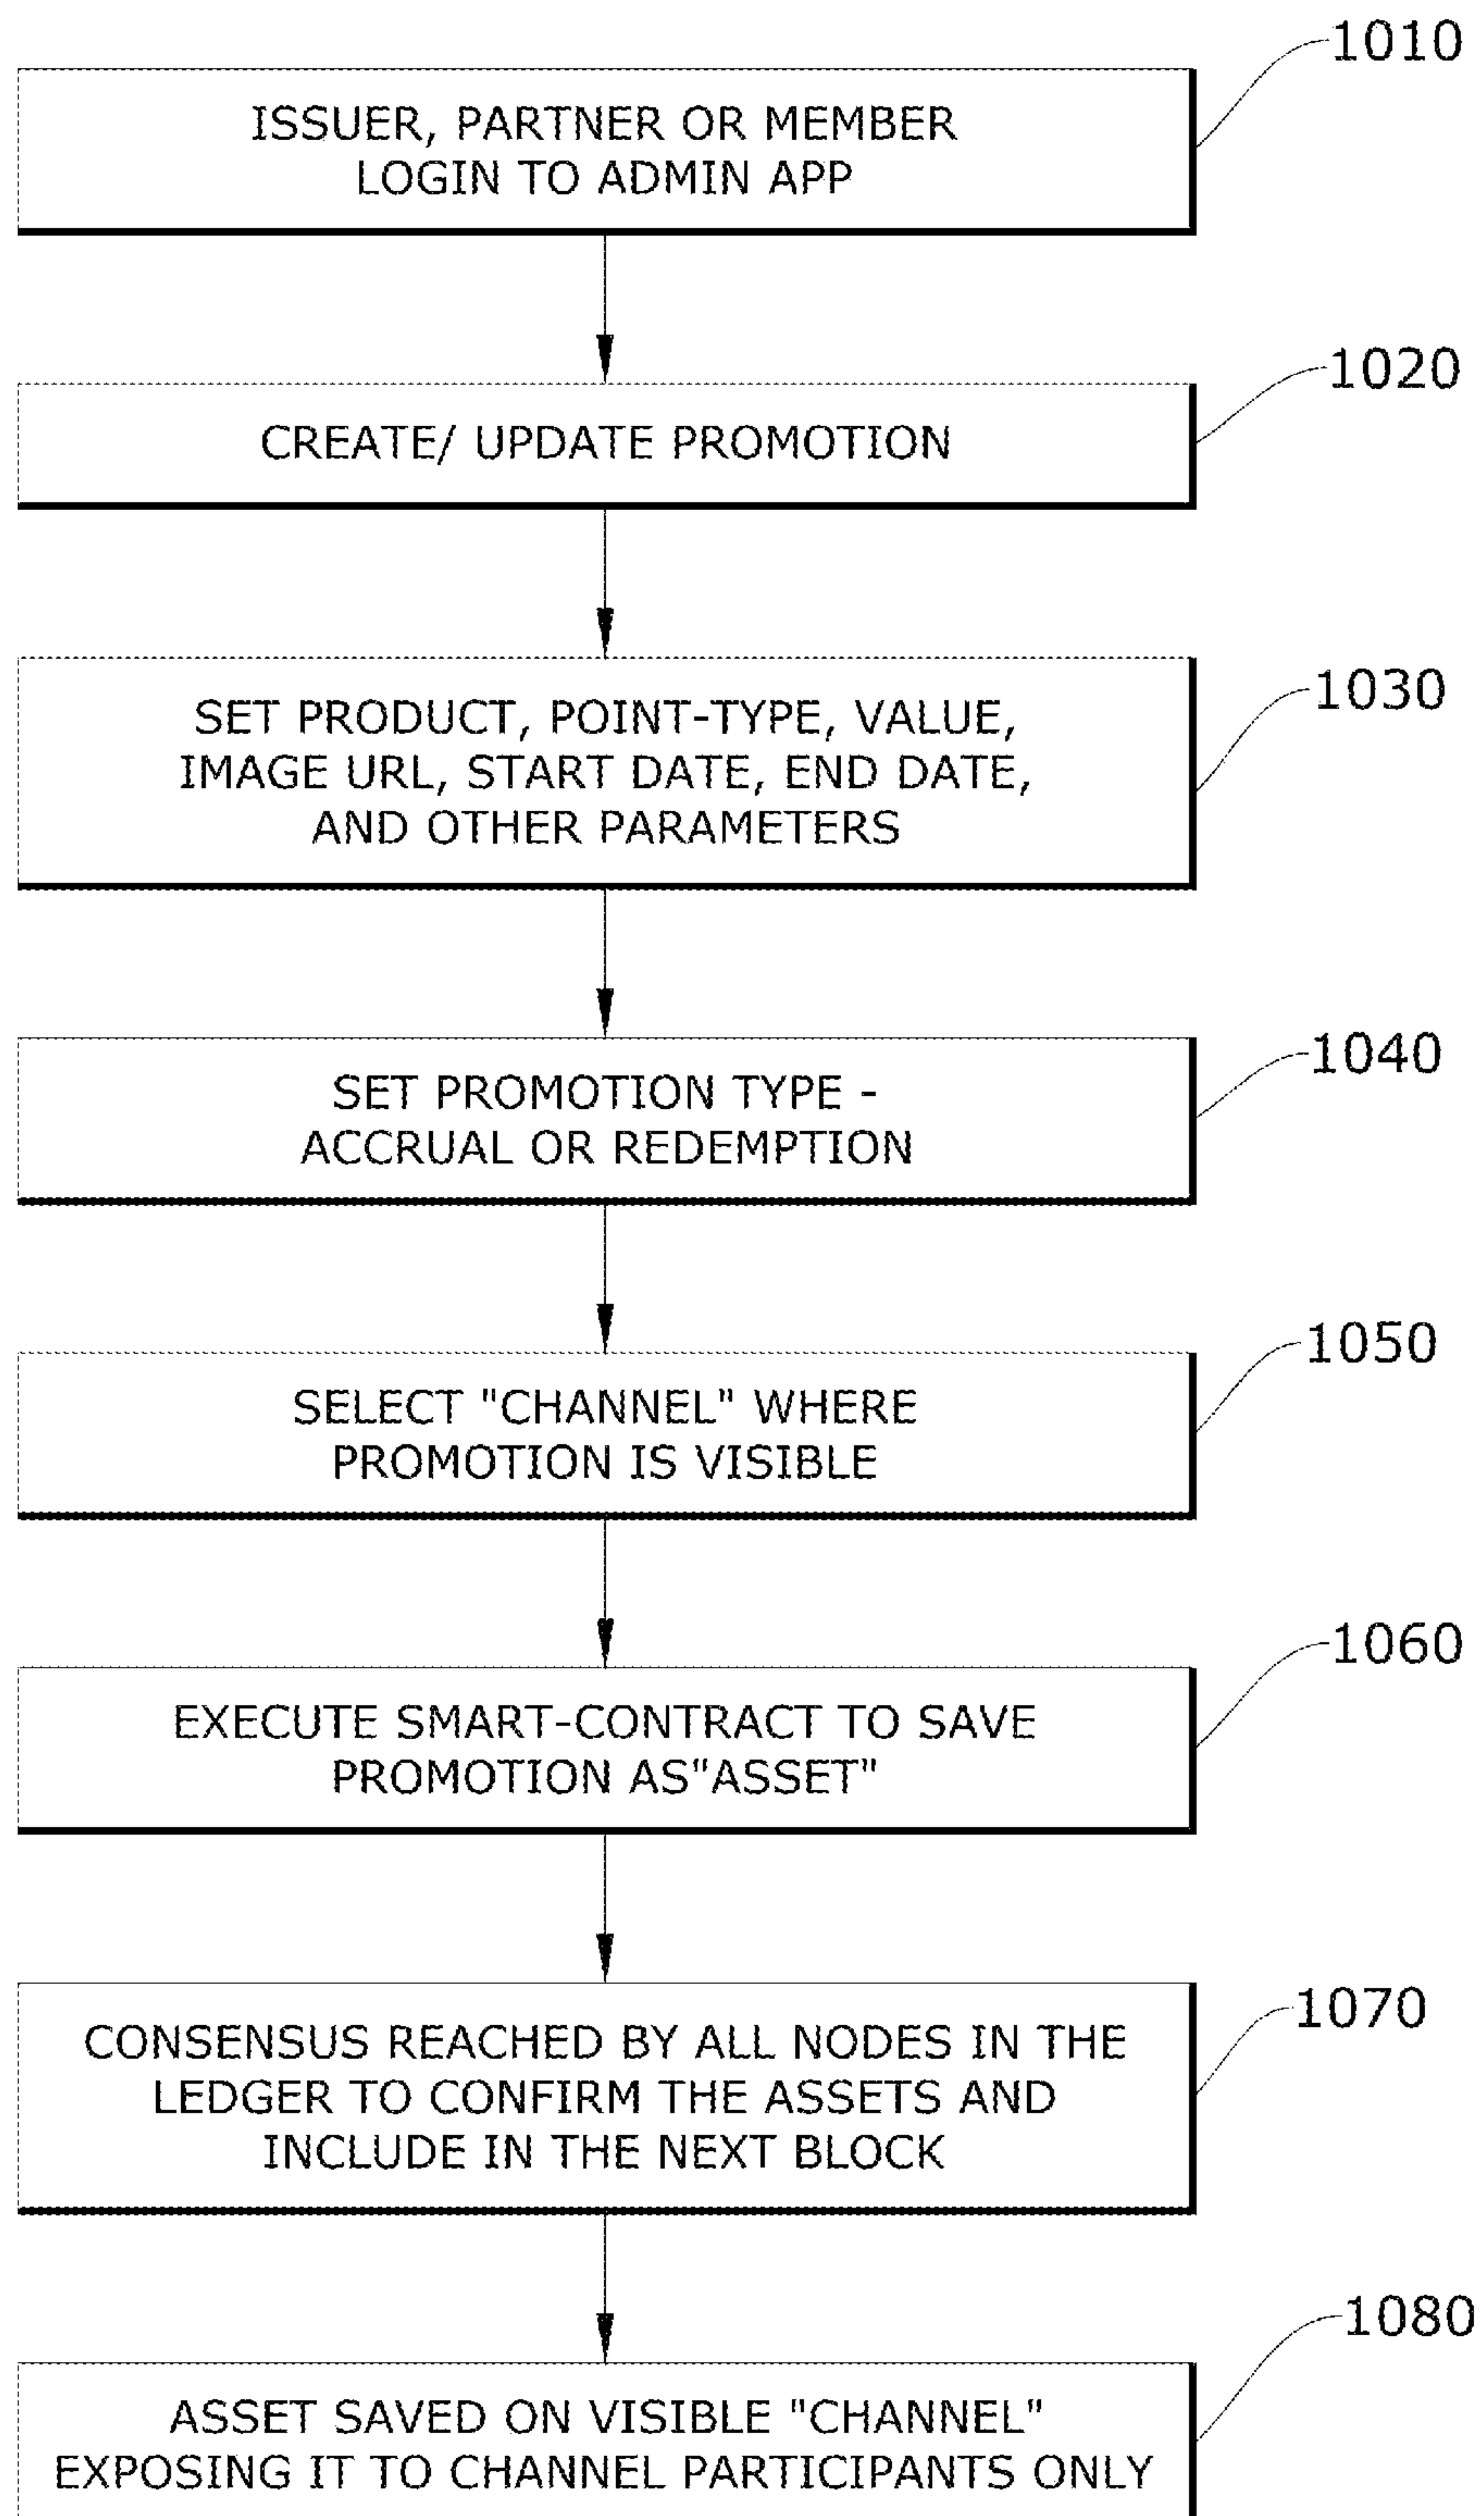 1010
ISSUER, PARTNER OR MEMBER
LOGIN TO ADMIN APP
1020
CREATE/ UPDATE PROMOTION
1030
SET PRODUCT, POINT-TYPE, VALUE,
IMAGE URL, START DATE, END DATE,
AND OTHER PARAMETERS
1040
SET PROMOTION TYPE -
ACCRUAL OR REDEMPTION
1050
SELECT "CHANNEL" WHERE
PROMOTION IS VISIBLE
1060
EXECUTE SMART-CONTRACT TO SAVE
PROMOTION AS"ASSET"
1070
CONSENSUS REACHED BY ALL NODES IN THE
LEDGER TO CONFIRM THE ASSETS AND
INCLUDE IN THE NEXT BLOCK
1080
ASSET SAVED ON VISIBLE "CHANNEL"
EXPOSING IT TO CHANNEL PARTICIPANTS ONLY